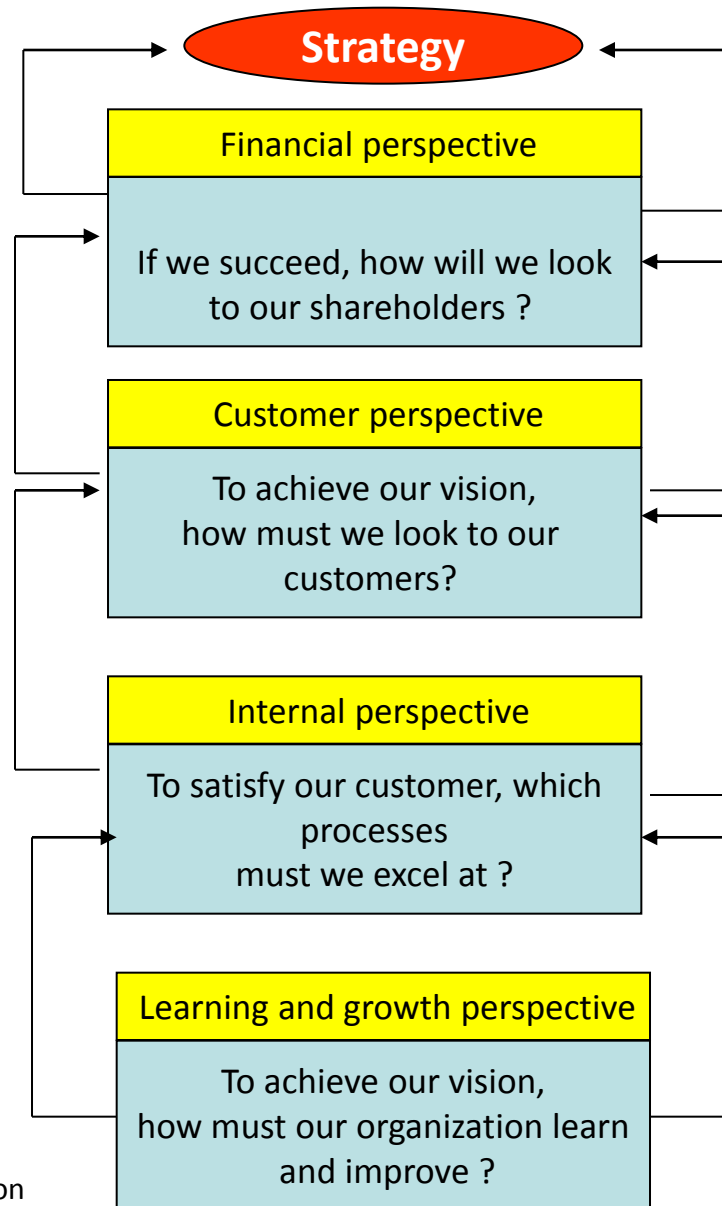 Strategy
Financial perspective
If we succeed, how will we look
to our shareholders ?
Customer perspective
To achieve our vision,
how must we look to our
customers?
Internal perspective
To satisfy our customer, which
processes
must we excel at ?
Learning and growth perspective
To achieve our vision,
how must our organization learn
and improve ?
on